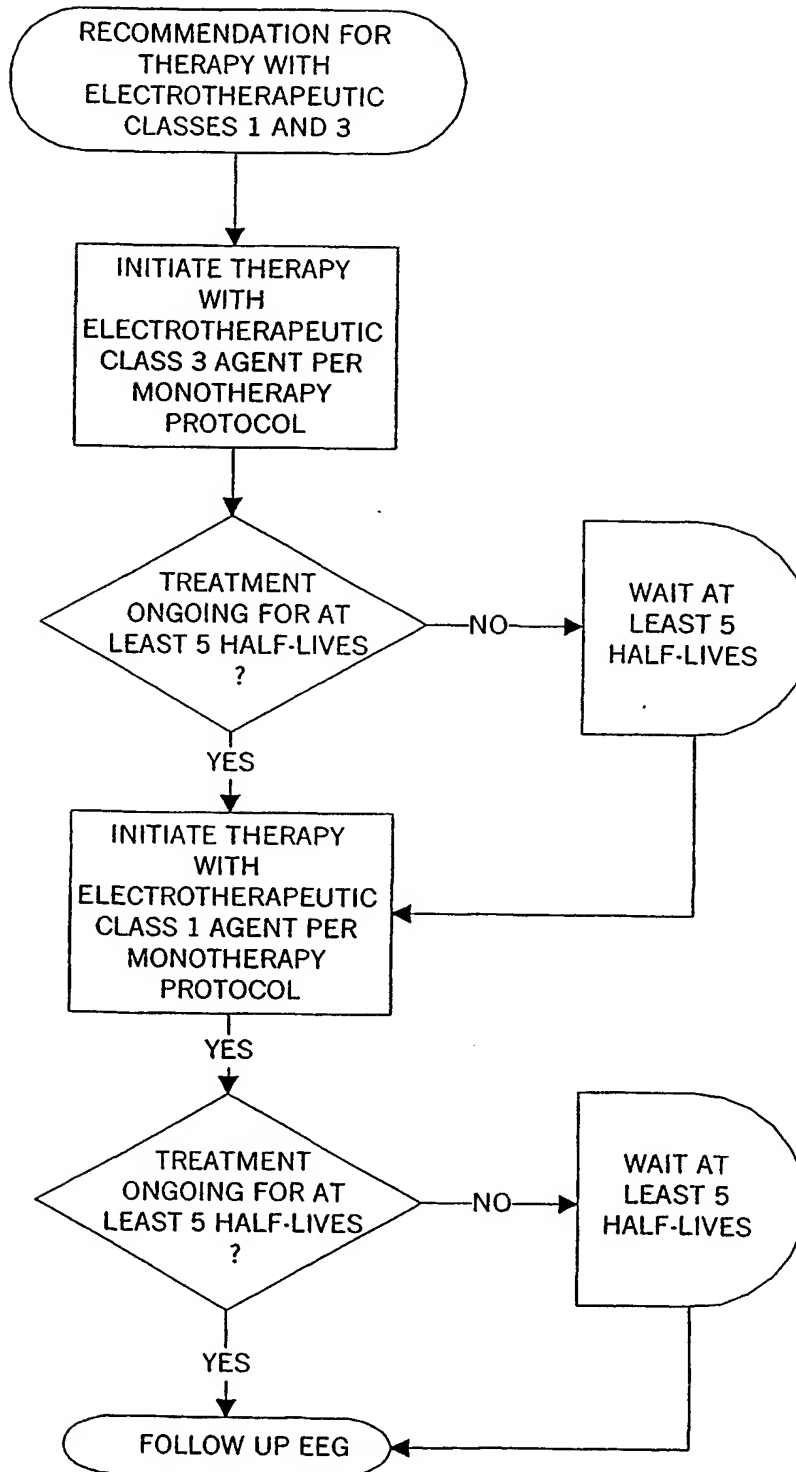 RECOMMENDATION FOR
THERAPY WITH
ELECTROTHERAPEUTIC
CLASSES 1 AND 3
INITIATE THERAPY
WITH
ELECTROTHERAPEUTIC
CLASS 3 AGENT PER
MONOTHERAPY
PROTOCOL
TREATMENT
ONGOING FOR AT
LEAST 5 HALF-LIVES
?
NO
WAIT AT
LEAST 5
HALF-LIVES
YES
INITIATE THERAPY
WITH
ELECTROTHERAPEUTIC
CLASS 1 AGENT PER
MONOTHERAPY
PROTOCOL
YES
TREATMENT
ONGOING FOR AT
LEAST 5 HALF-LIVES
?
NO
WAIT AT
LEAST 5
HALF-LIVES
YES
FOLLOW UP EEG